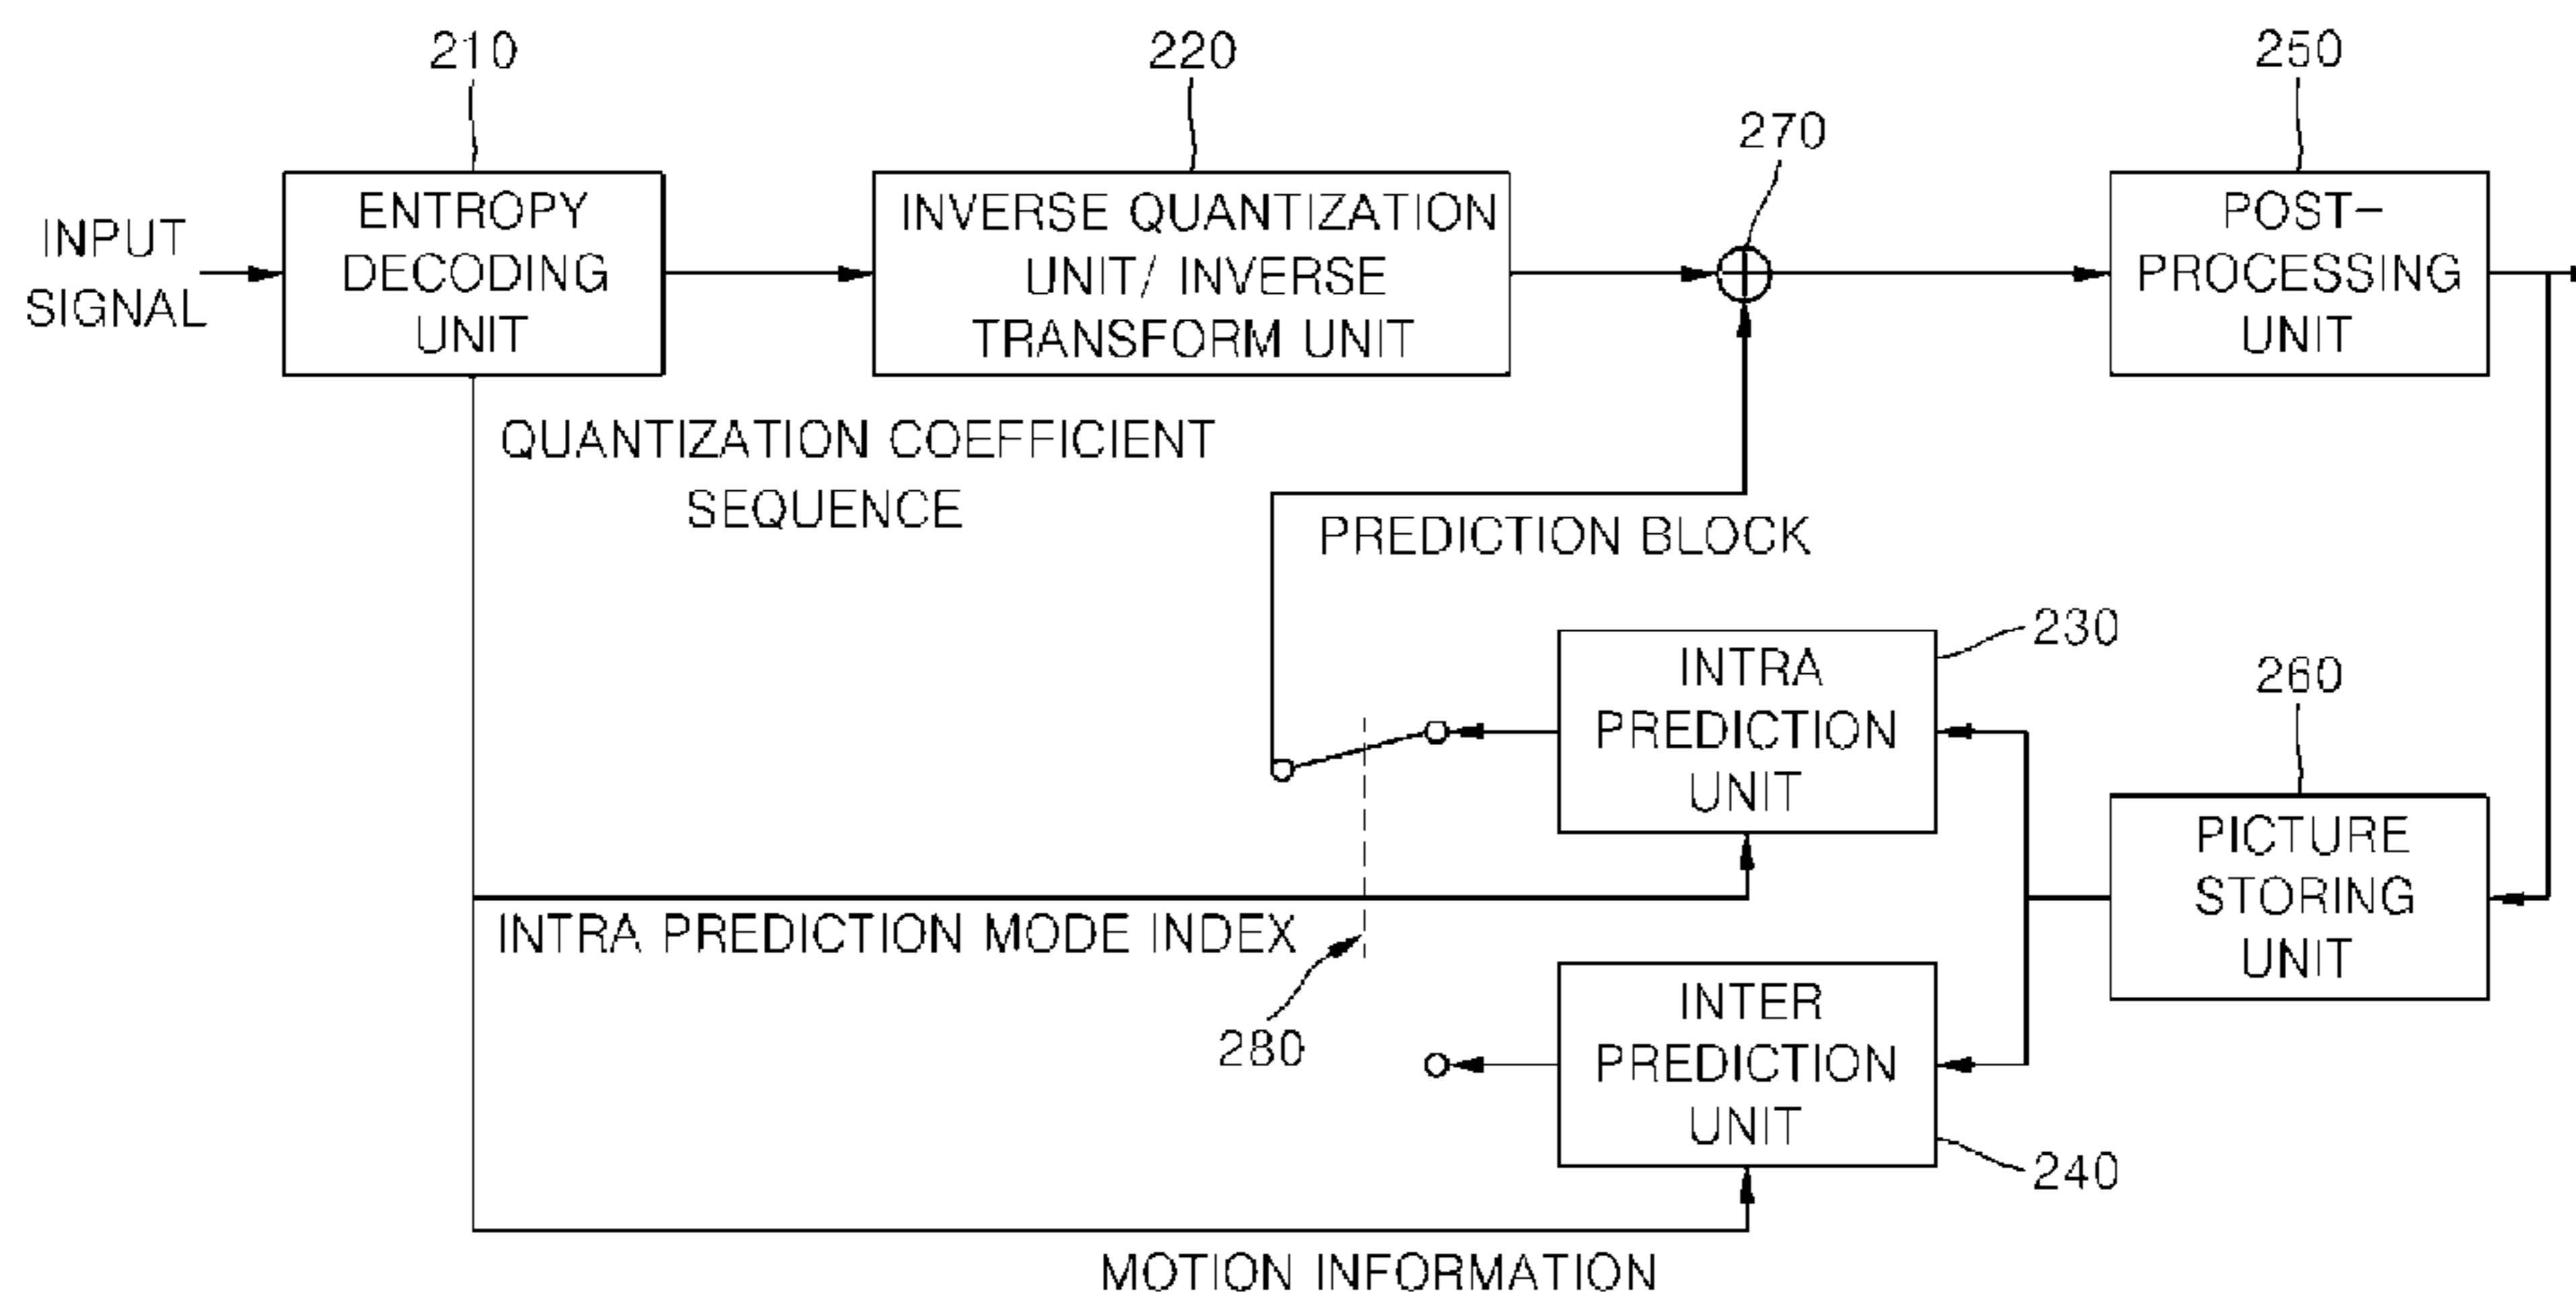 210
220
250
270
INPUT
SIGNAL
ENTROPY
DECODING
UNIT
INVERSE QUANTIZATION
UNIT/ INVERSE
TRANSFORM UNIT
POST-
PROCESSING
UNIT
QUANTIZATION COEFFICIENT
SEQUENCE
PREDICTION BLOCK
230
INTRA
PREDICTION
UNIT
260
PICTURE
STORING
UNIT
INTRA PREDICTION MODE INDEX
280
INTER
PREDICTION
UNIT
240
MOTION INFORMATION